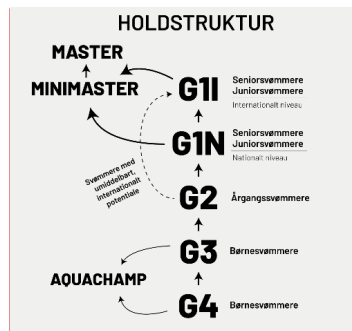 HOLDSTRUKTUR
MASTER
MINIMASTER
G1I
Seniorsvømmere
Juniorsvømmere
Internationalt niveau
G1N
Seniorsvømmere
Juniorsvømmere
Nationalt niveau
Svømmere med
umiddelbart,
internationalt
potentiale
G2
Årgangssvømmere
G3
Børnesvømmere
AQUACHAMP
G4
Børnesvømmere